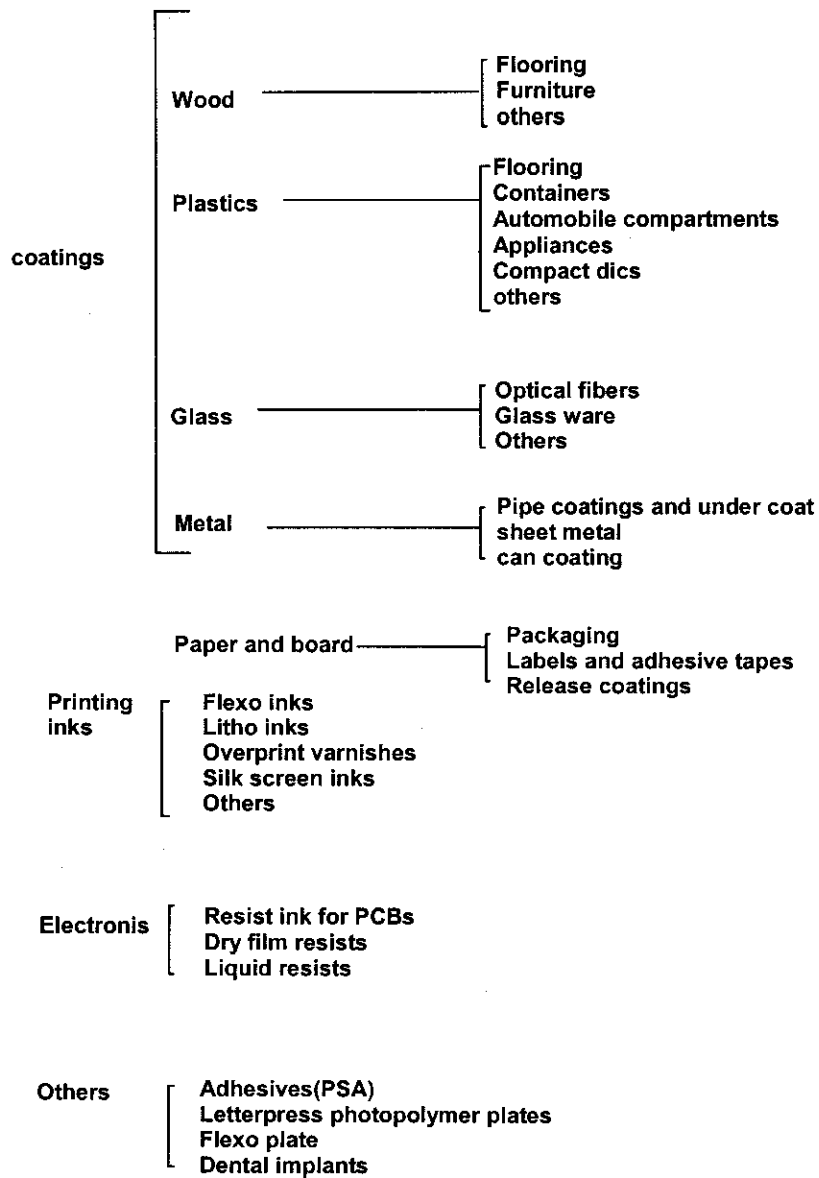 Wood
Flooring
Furniture
others
coatings
Plastics
Flooring
Containers
Automobile compartments
Appliances
Compact dics
others
Glass
Optical fibers
Glass ware
Others
Metal
Pipe coatings and under coat
sheet metal
can coating
Paper and board
Packaging
Labels and adhesive tapes
Release coatings
Printing
inks
Flexo inks
Litho inks
Overprint varnishes
Silk screen inks
Others
Electronis
Resist ink for PCBs
Dry film resists
Liquid resists
Others
Adhesives(PSA)
Letterpress photopolymer plates
Flexo plate
Dental implants